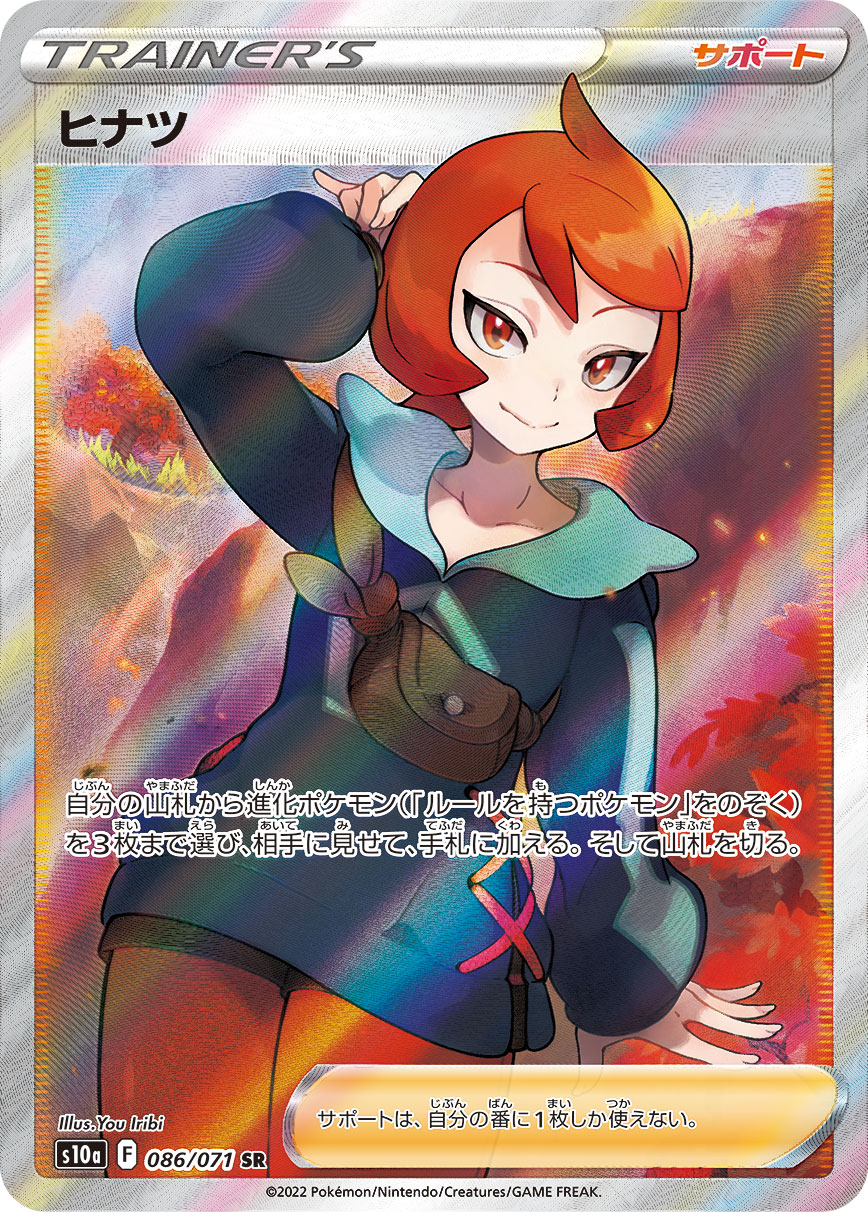 TRAINER'S
サポート
ヒナツ
自分の山札から進化ポケモン(「ルールを持つポケモン」をのぞく)
を3枚まで選び、相手に見せて、手札に加える。そして山札を切る。
サポートは、自分の番に1枚しか使えない。
Illus.You Iribi
s10a F 086/071 SR
©2022 Pokémon/Nintendo/Creatures/GAME FREAK.